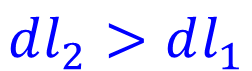 dl₂ > dl₁